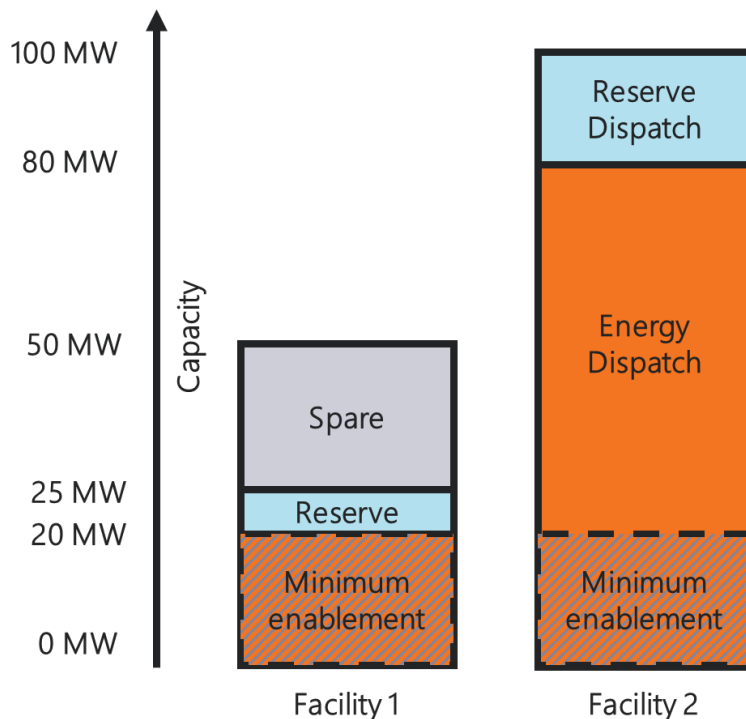 100 MW
80 MW
50 MW
25 MW
20 MW
0 MW
Capacity
Spare
Reserve
Minimum
enablement
Facility 1
Reserve
Dispatch
Energy
Dispatch
Minimum
enablement
Facility 2